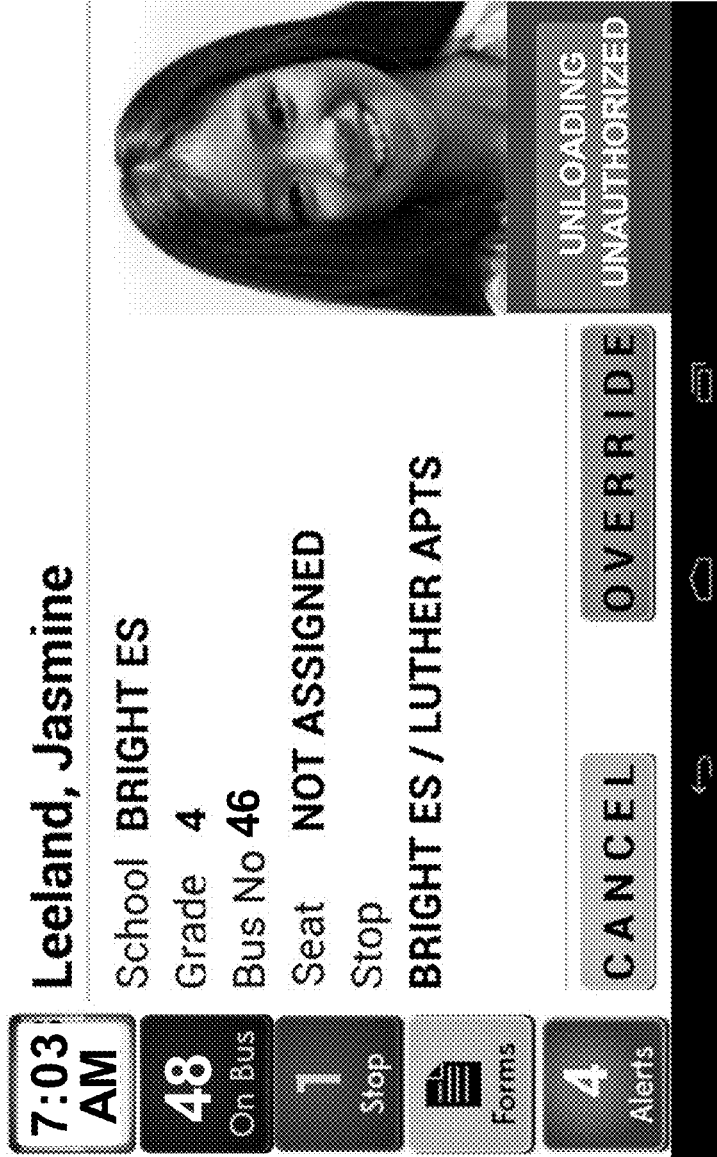 7:03
AM
48
On Bus
1
Stop
Forms
4
Alerts
Leeland, Jasmine
School BRIGHT ES
Grade 4
Bus No 46
Seat NOT ASSIGNED
Stop
BRIGHT ES / LUTHER APTS
CANCEL
OVERRIDE
UNLOADING
UNAUTHORIZED